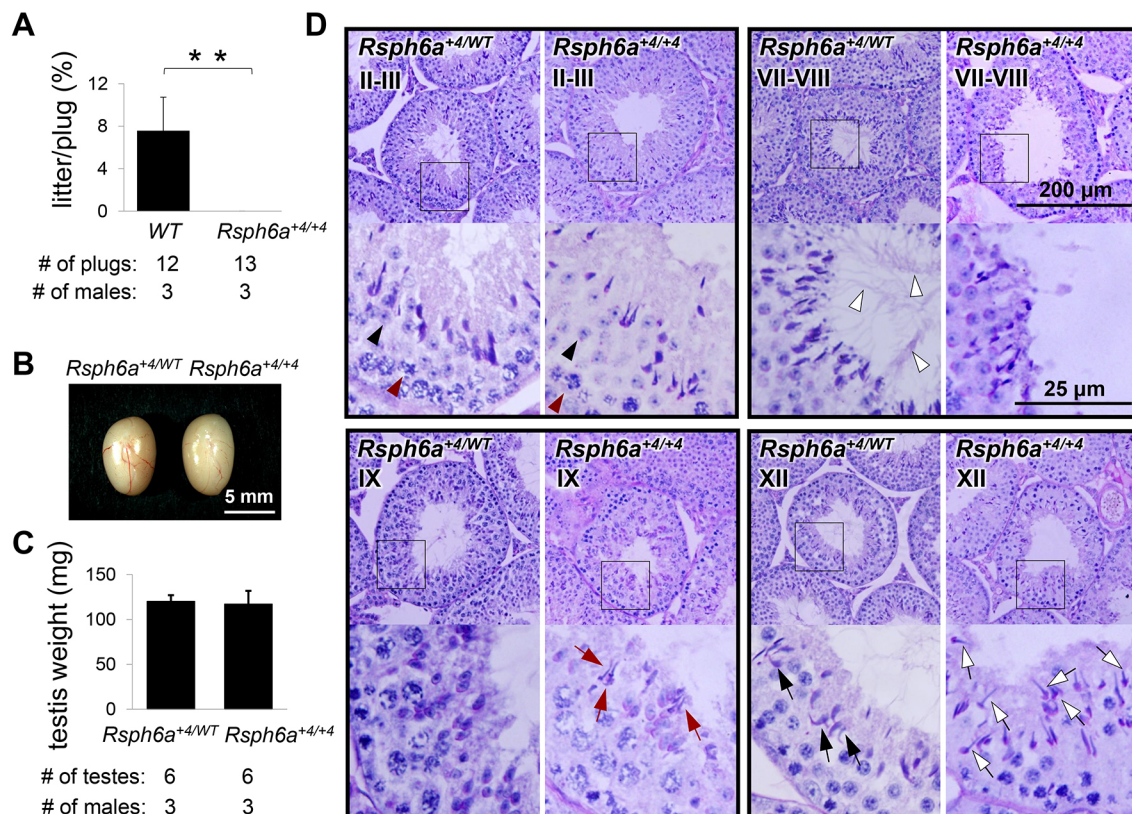 A
* *
litter/plug (%)
12
8
4
0
WT Rsph6a+4/+4
# of plugs: 12 13
# of males: 3 3
B
Rsph6a+4/WT Rsph6a+4/+4
5 mm
C
testis weight (mg)
150
100
50
0
Rsph6a+4/WT Rsph6a+4/+4
# of testes: 6 6
# of males: 3 3
D
Rsph6a+4/WT Rsph6a+4/+4
II-III II-III
Rsph6a+4/WT Rsph6a+4/+4
VII-VIII VII-VIII
200 µm
25 µm
Rsph6a+4/WT Rsph6a+4/+4
IX IX
Rsph6a+4/WT Rsph6a+4/+4
XII XII